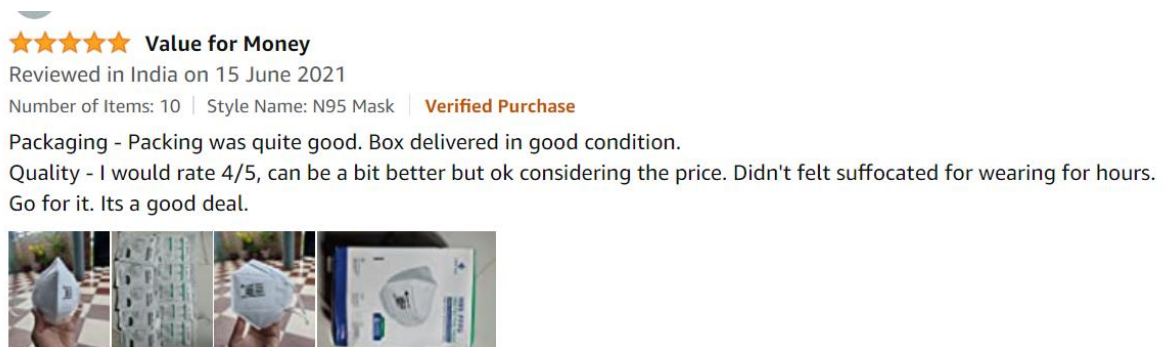 Value for Money
Reviewed in India on 15 June 2021
Number of Items: 10 | Style Name: N95 Mask | Verified Purchase
Packaging - Packing was quite good. Box delivered in good condition.
Quality - I would rate 4/5, can be a bit better but ok considering the price. Didn't felt suffocated for wearing for hours.
Go for it. Its a good deal.